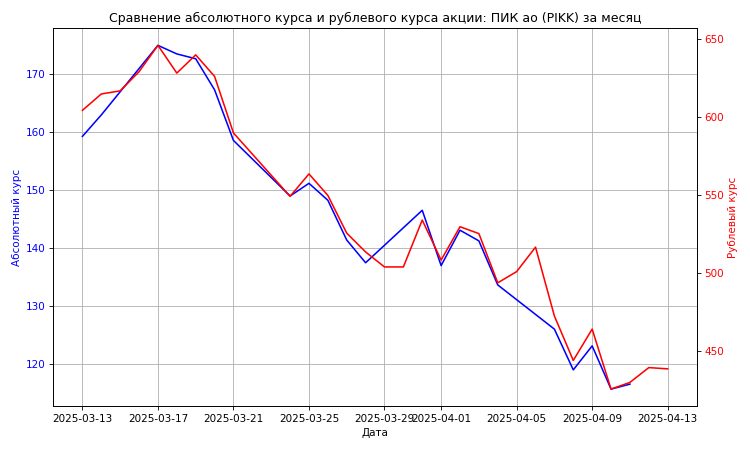 Сравнение абсолютного курса и рублевого курса акции: ПИК ао (PIKK) за месяц
Абсолютный курс
170
160
150
140
130
120
650
600
550
500
450
Рублевый курс
2025-03-13 2025-03-17 2025-03-21 2025-03-25 2025-03-29 2025-04-01 2025-04-05 2025-04-09 2025-04-13
Дата